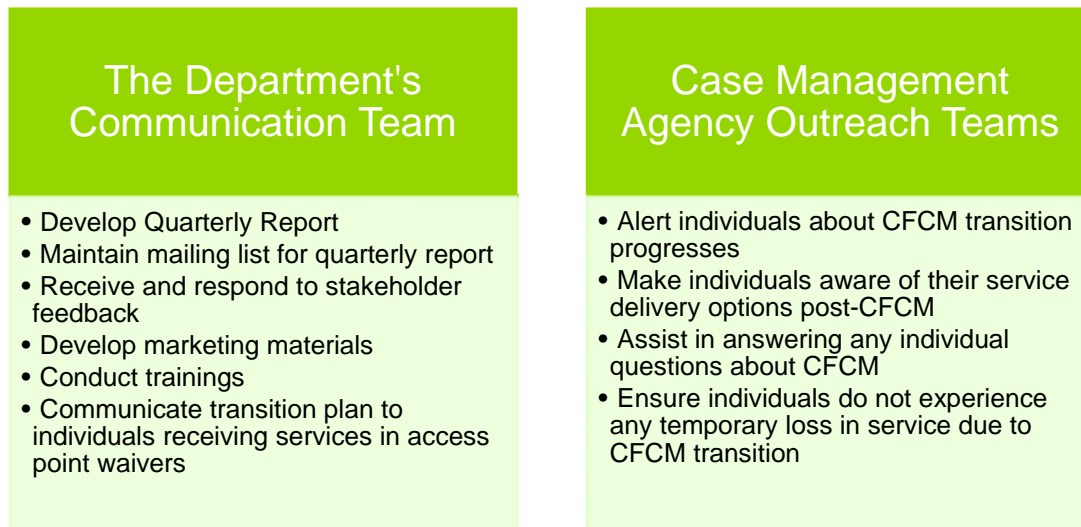 The Department's
Communication Team
• Develop Quarterly Report
• Maintain mailing list for quarterly report
• Receive and respond to stakeholder
feedback
• Develop marketing materials
• Conduct trainings
• Communicate transition plan to
individuals receiving services in access
point waivers
Case Management
Agency Outreach Teams
• Alert individuals about CFCM transition
progresses
• Make individuals aware of their service
delivery options post-CFCM
• Assist in answering any individual
questions about CFCM
• Ensure individuals do not experience
any temporary loss in service due to
CFCM transition